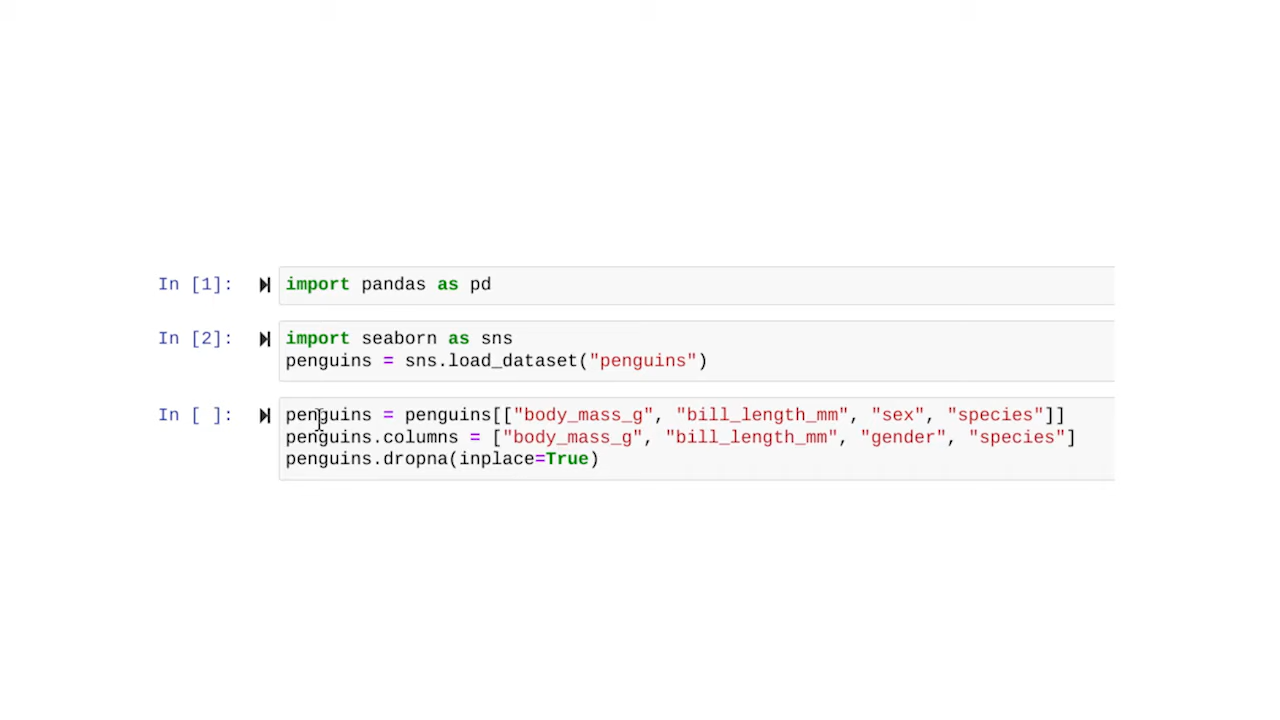 In [1]: import pandas as pd
In [2]: import seaborn as sns
penguins = sns.load_dataset("penguins")
In [ ]: penguins = penguins[["body_mass_g", "bill_length_mm", "sex", "species"]]
penguins.columns = ["body_mass_g", "bill_length_mm", "gender", "species"]
penguins.dropna(inplace=True)